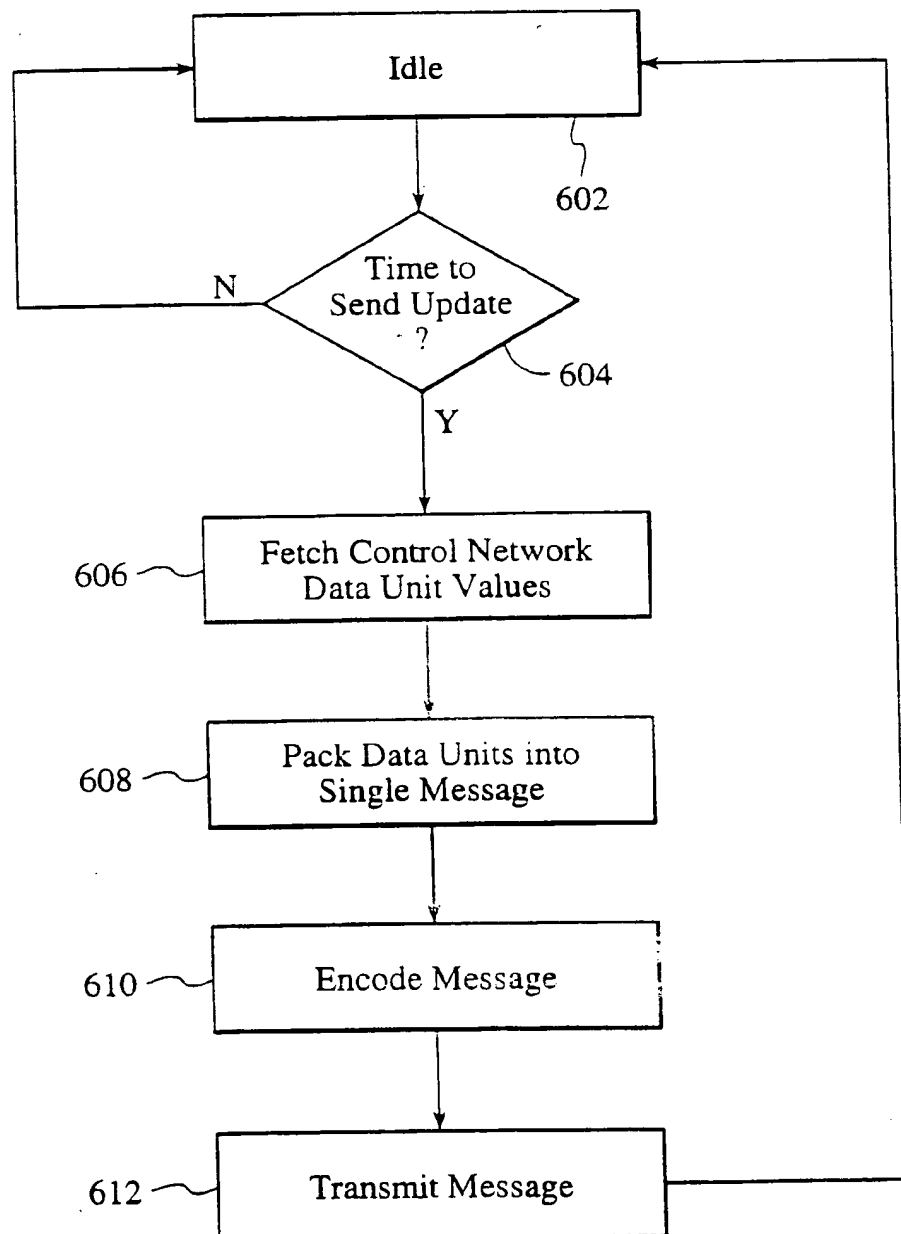 Idle
602
Time to
Send Update
?
N
604
Y
Fetch Control Network
Data Unit Values
606
Pack Data Units into
Single Message
608
Encode Message
610
Transmit Message
612